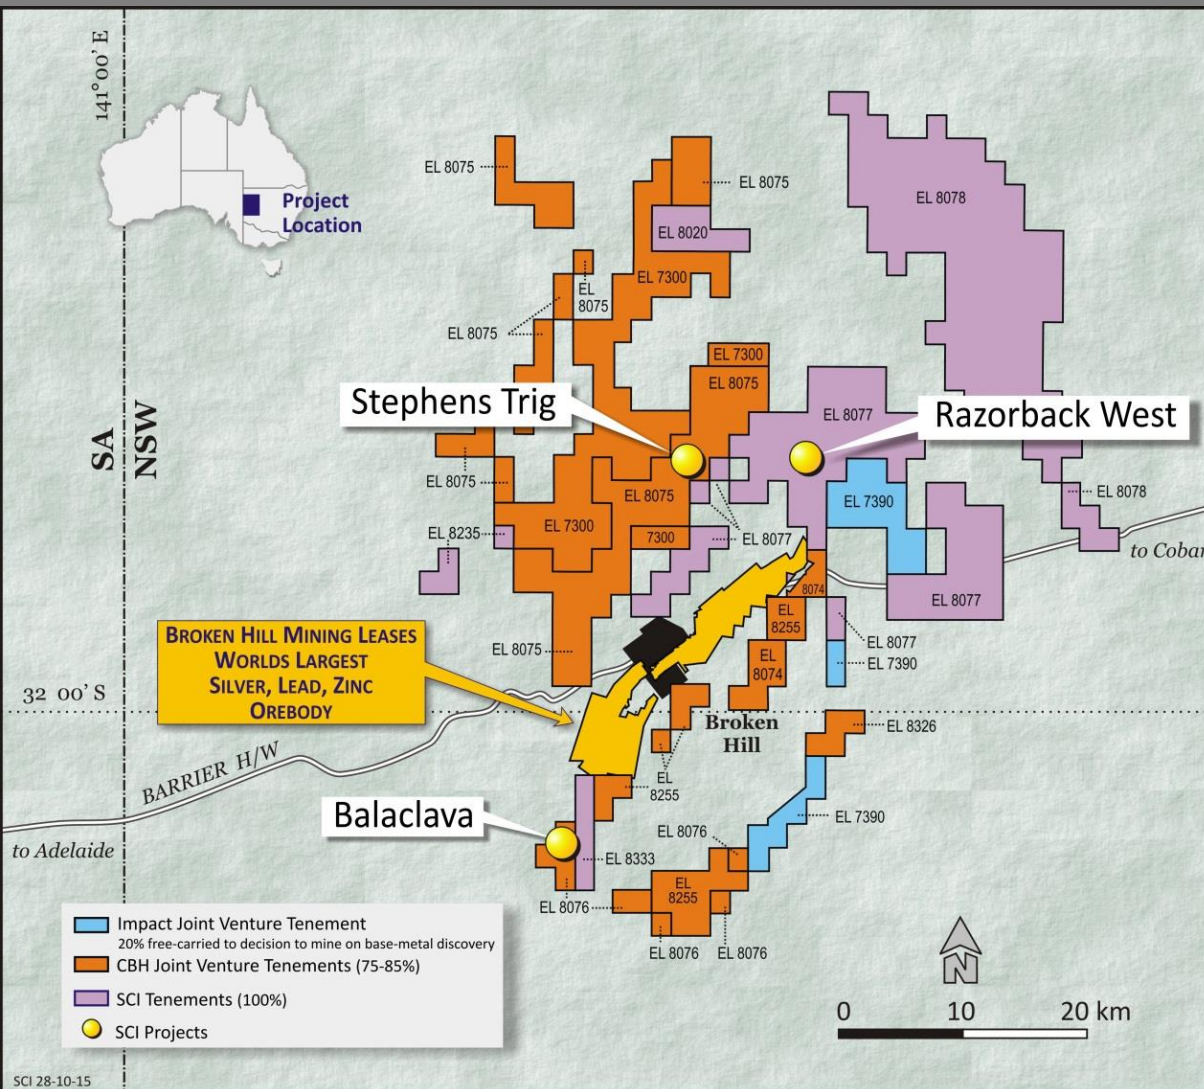 141°00' E
Project
Location
SA
NSW
EL 8075
EL 8075
EL 8078
EL 8020
EL 7300
EL
8075
EL 8075
EL 7300
EL 8075
Stephens Trig
EL 8077
Razorback West
EL 8075
EL 8075
EL 7390
EL 8078
EL 7300
EL 8235
7300
EL 8077
to Cobar
8074
EL
8255
EL 8077
BROKEN HILL MINING LEASES
WORLDS LARGEST
SILVER, LEAD, ZINC
OREBODY
EL 8077
EL 8075
EL
8074
EL 7390
32 00' S
Broken
Hill
EL 8326
BARRIER H/W
EL
8255
Balaclava
EL 7390
EL 8076
to Adelaide
EL 8333
EL
8255
EL 8076
EL 8076
EL 8076
Impact Joint Venture Tenement
20% free-carried to decision to mine on base-metal discovery
CBH Joint Venture Tenements (75-85%)
SCI Tenements (100%)
SCI Projects
N
0 10 20 km
SCI 28-10-15